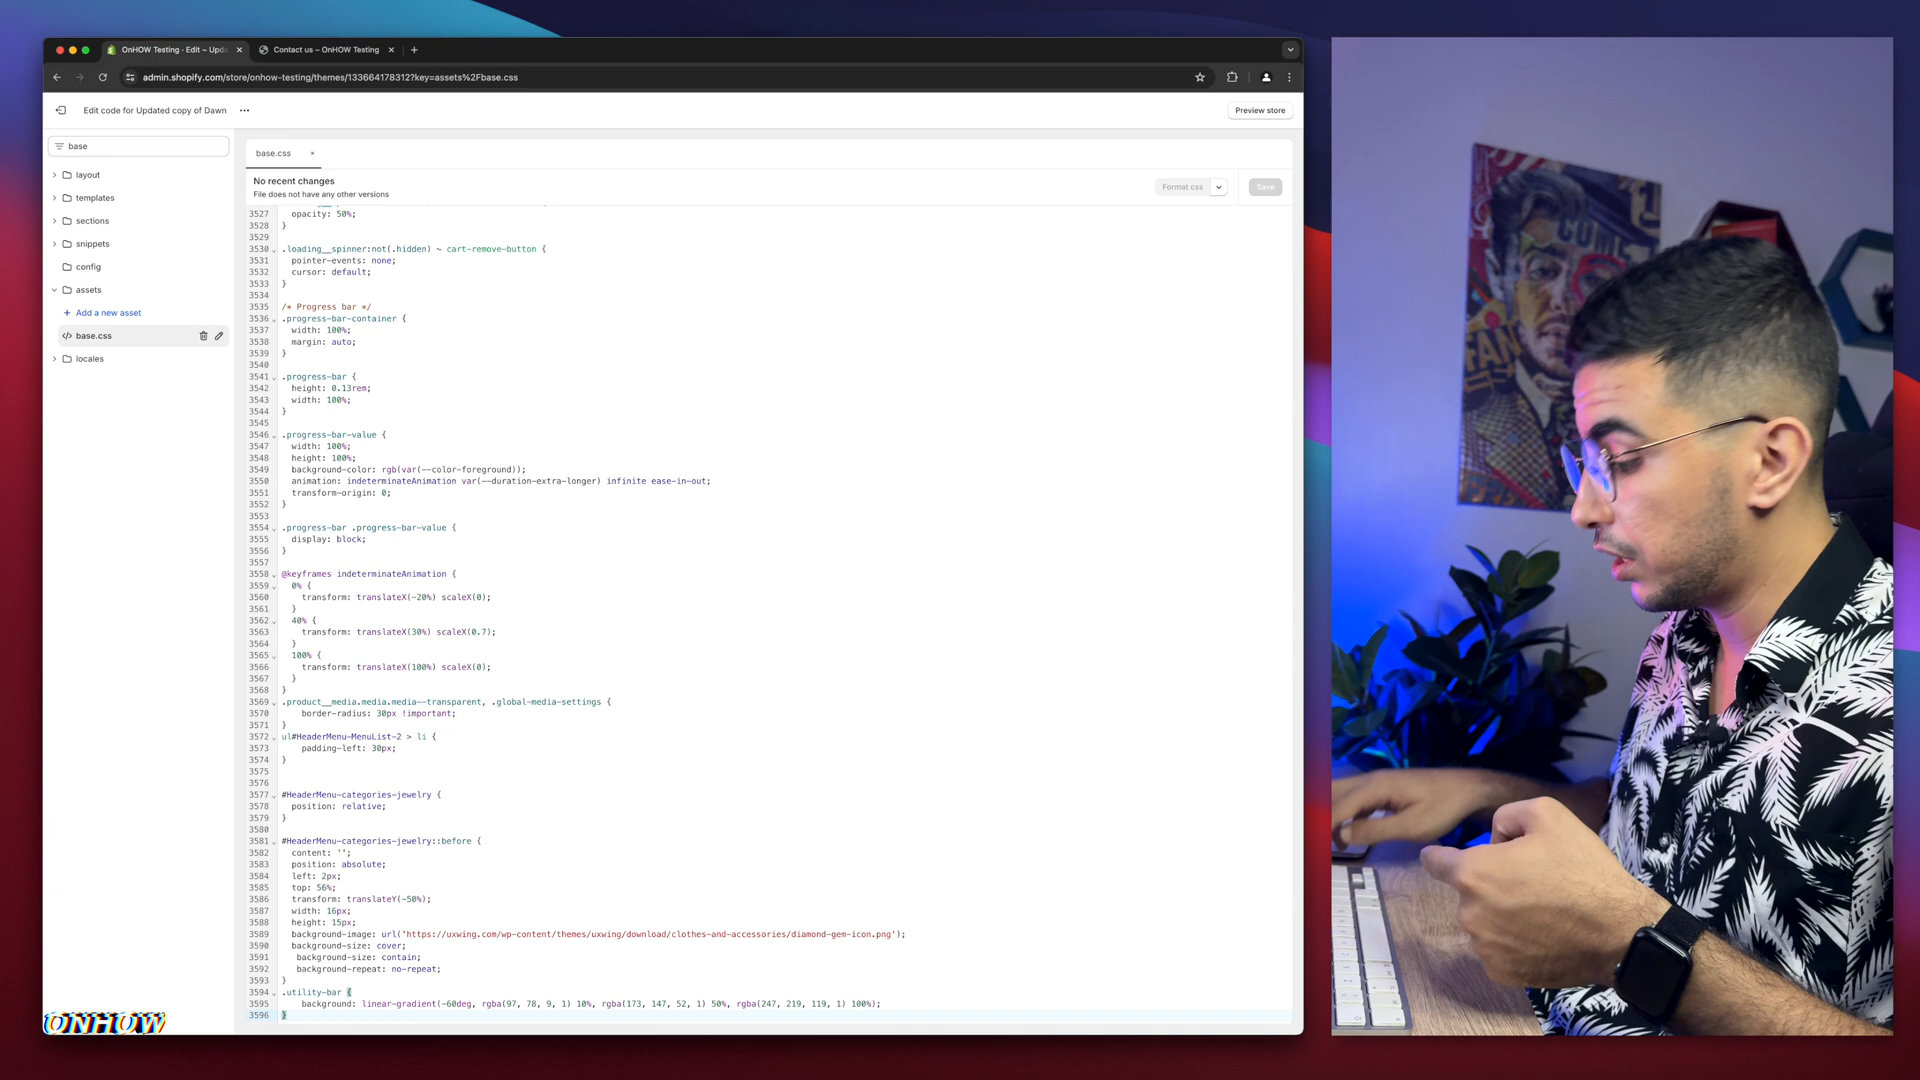 OnHOW Testing · Edit ~ Upda
Contact us – OnHOW Testing
admin.shopify.com/store/onhow-testing/themes/133664178312?key=assets%2Fbase.css
Edit code for Updated copy of Dawn
Preview store
base
layout
templates
sections
snippets
config
assets
Add a new asset
base.css
locales
base.css
No recent changes
File does not have any other versions
Format css
Save
3527 opacity: 50%;
3528 }
3529
3530 .loading__spinner:not(.hidden) ~ cart-remove-button {
3531 pointer-events: none;
3532 cursor: default;
3533 }
3534
3535 /* Progress bar */
3536 .progress-bar-container {
3537 width: 100%;
3538 margin: auto;
3539 }
3540
3541 .progress-bar {
3542 height: 0.13rem;
3543 width: 100%;
3544 }
3545
3546 .progress-bar-value {
3547 width: 100%;
3548 height: 100%;
3549 background-color: rgb(var(--color-foreground));
3550 animation: indeterminateAnimation var(--duration-extra-longer) infinite ease-in-out;
3551 transform-origin: 0;
3552 }
3553
3554 .progress-bar .progress-bar-value {
3555 display: block;
3556 }
3557
3558 @keyframes indeterminateAnimation {
3559 0% {
3560 transform: translateX(-20%) scaleX(0);
3561 }
3562 40% {
3563 transform: translateX(30%) scaleX(0.7);
3564 }
3565 100% {
3566 transform: translateX(100%) scaleX(0);
3567 }
3568 }
3569 .product__media.media.media--transparent, .global-media-settings {
3570 border-radius: 30px !important;
3571 }
3572 ul#HeaderMenu-MenuList-2 > li {
3573 padding-left: 30px;
3574 }
3575
3576
3577 #HeaderMenu-categories-jewelry {
3578 position: relative;
3579 }
3580
3581 #HeaderMenu-categories-jewelry::before {
3582 content: '';
3583 position: absolute;
3584 left: 2px;
3585 top: 56%;
3586 transform: translateY(-50%);
3587 width: 16px;
3588 height: 15px;
3589 background-image: url('https://uxwing.com/wp-content/themes/uxwing/download/clothes-and-accessories/diamond-gem-icon.png');
3590 background-size: cover;
3591 background-size: contain;
3592 background-repeat: no-repeat;
3593 }
3594 .utility-bar {
3595 background: linear-gradient(-60deg, rgba(97, 78, 9, 1) 10%, rgba(173, 147, 52, 1) 50%, rgba(247, 219, 119, 1) 100%);
3596 }
ONHOW
COME
FAN